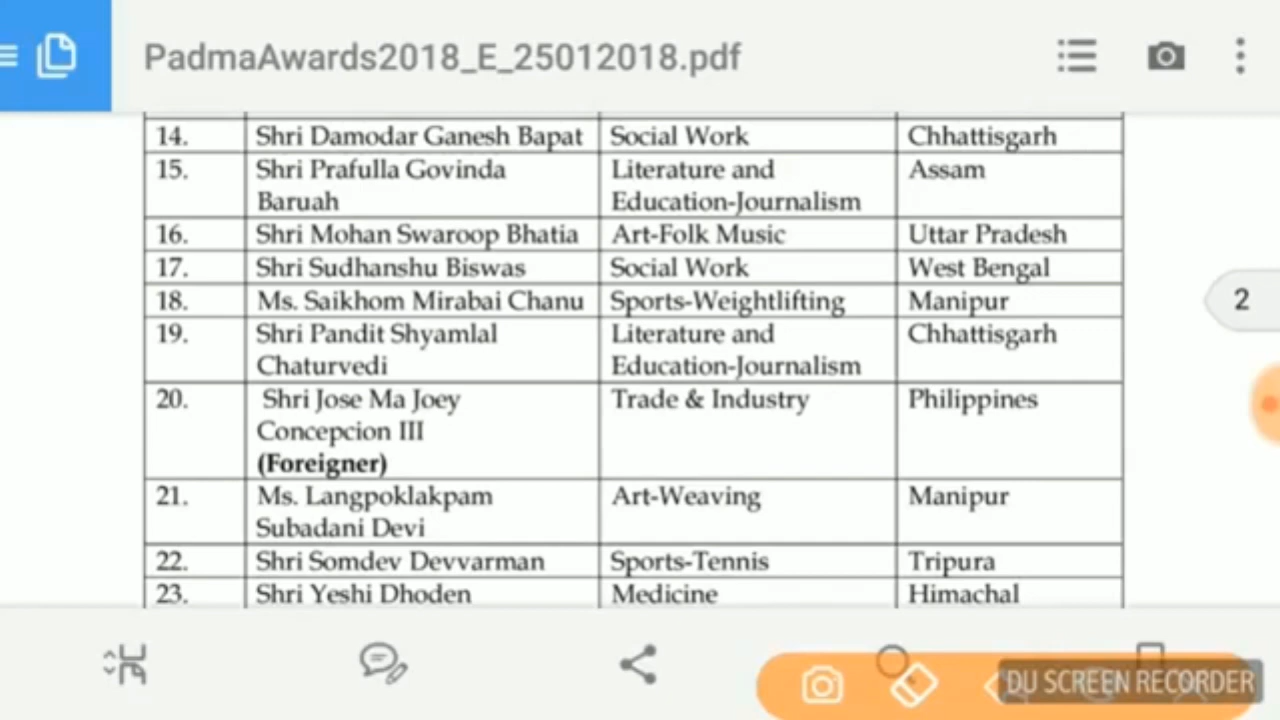 PadmaAwards2018_E_25012018.pdf
14. Shri Damodar Ganesh Bapat Social Work Chhattisgarh
15. Shri Prafulla Govinda Literature and Assam
Baruah Education-Journalism
16. Shri Mohan Swaroop Bhatia Art-Folk Music Uttar Pradesh
17. Shri Sudhanshu Biswas Social Work West Bengal
18. Ms. Saikhom Mirabai Chanu Sports-Weightlifting Manipur
19. Shri Pandit Shyamlal Literature and Chhattisgarh
Chaturvedi Education-Journalism
2
20. Shri Jose Ma Joey Trade & Industry Philippines
Concepcion III
(Foreigner)
21. Ms. Langpoklakpam Art-Weaving Manipur
Subadani Devi
22. Shri Somdev Devvarman Sports-Tennis Tripura
23. Shri Yeshi Dhoden Medicine Himachal
DU SCREEN RECORDER